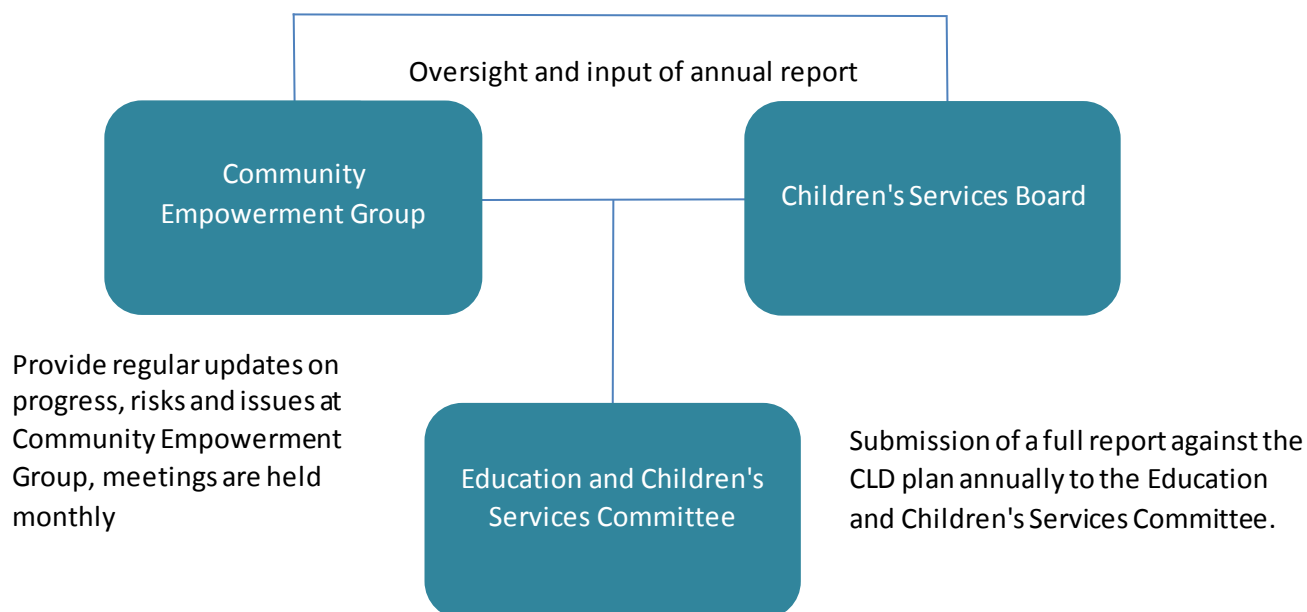 Oversight and input of annual report
Community
Empowerment Group
Children's Services Board
Provide regular updates on
progress, risks and issues at
Community Empowerment
Group, meetings are held
monthly
Education and Children's
Services Committee
Submission of a full report against the
CLD plan annually to the Education
and Children's Services Committee.